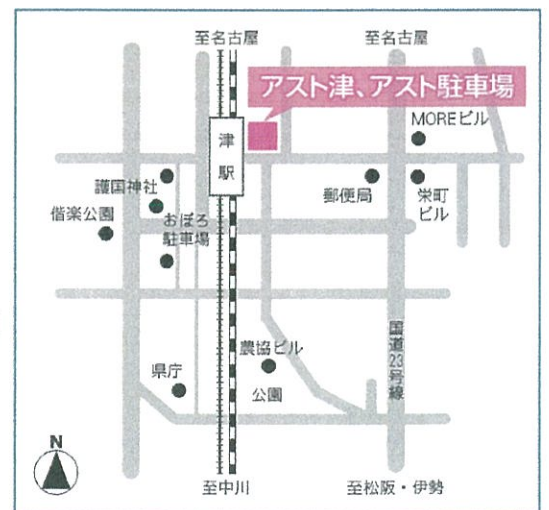 至名古屋
至名古屋
アスト津、アスト駐車場
MOREビル
津駅
護国神社
郵便局
栄町
ビル
偕楽公園
おぼろ
駐車場
国道23号線
農協ビル
県庁
公園
N
至中川
至松阪・伊勢